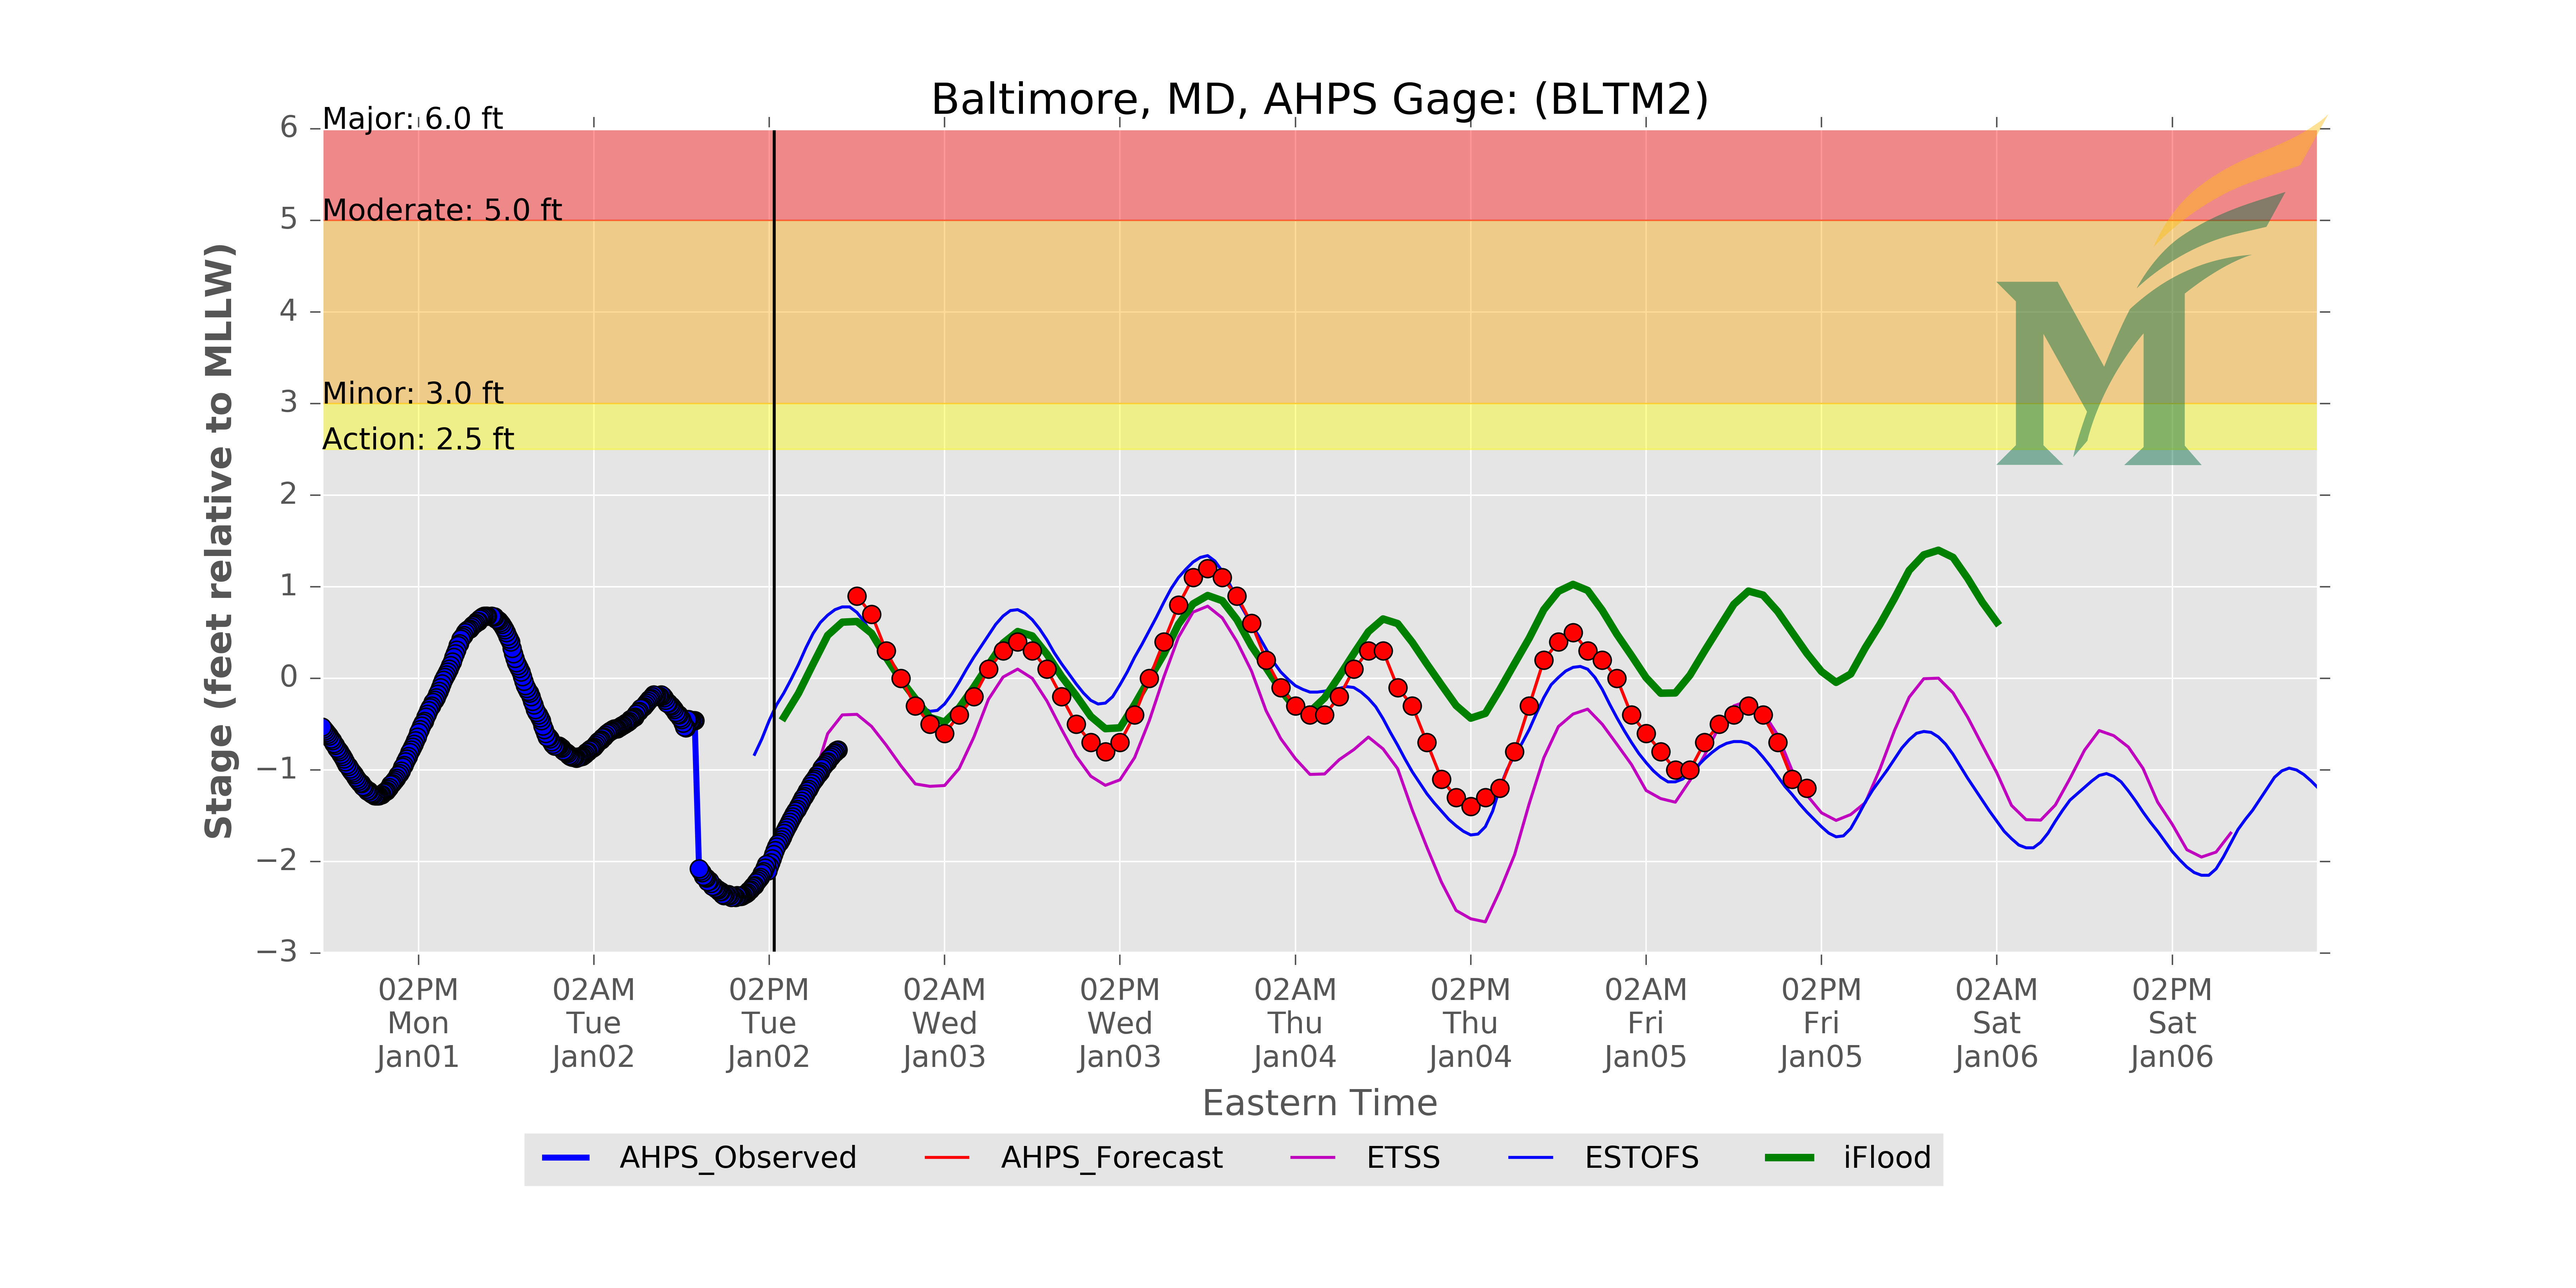 Baltimore, MD, AHPS Gage: (BLTM2)
Major: 6.0 ft
Moderate: 5.0 ft
Minor: 3.0 ft
Action: 2.5 ft
Stage (feet relative to MLLW)
6
5
4
3
2
1
0
−1
−2
−3
02PM Mon Jan01
02AM Tue Jan02
02PM Tue Jan02
02AM Wed Jan03
02PM Wed Jan03
02AM Thu Jan04
02PM Thu Jan04
02AM Fri Jan05
02PM Fri Jan05
02AM Sat Jan06
02PM Sat Jan06
Eastern Time
AHPS_Observed AHPS_Forecast ETSS ESTOFS iFlood
M